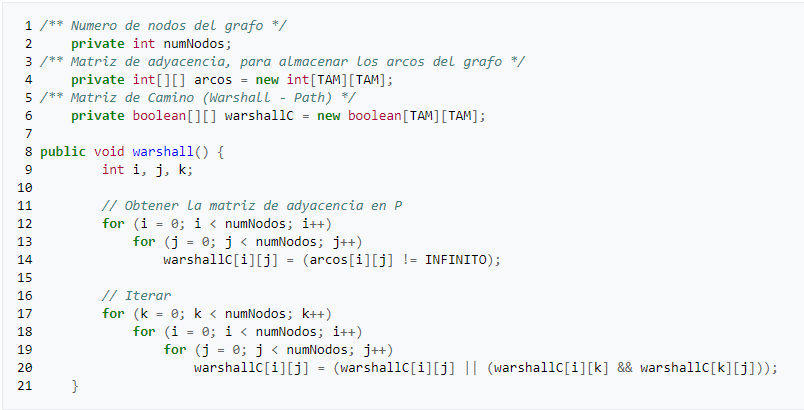 1 /** Numero de nodos del grafo */
2     private int numNodos;
3 /** Matriz de adyacencia, para almacenar los arcos del grafo */
4     private int[][] arcos = new int[TAM][TAM];
5 /** Matriz de Camino (Warshall - Path) */
6     private boolean[][] warshallC = new boolean[TAM][TAM];
7
8 public void warshall() {
9         int i, j, k;
10
11         // Obtener la matriz de adyacencia en P
12         for (i = 0; i < numNodos; i++)
13             for (j = 0; j < numNodos; j++)
14                 warshallC[i][j] = (arcos[i][j] != INFINITO);
15
16         // Iterar
17         for (k = 0; k < numNodos; k++)
18             for (i = 0; i < numNodos; i++)
19                 for (j = 0; j < numNodos; j++)
20                     warshallC[i][j] = (warshallC[i][j] || (warshallC[i][k] && warshallC[k][j]));
21     }